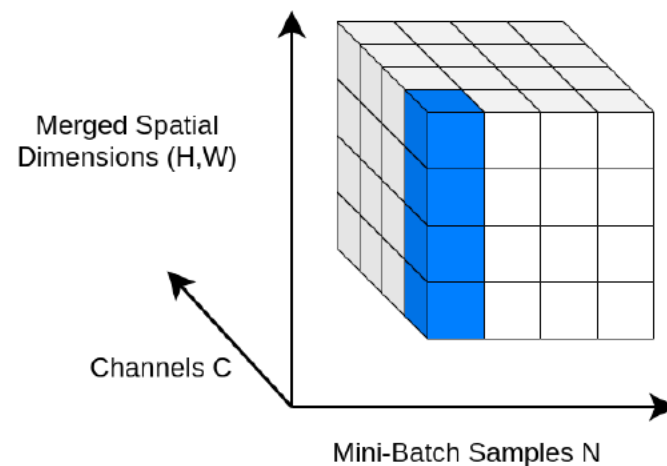 Merged Spatial
Dimensions (H,W)
Channels C
Mini-Batch Samples N